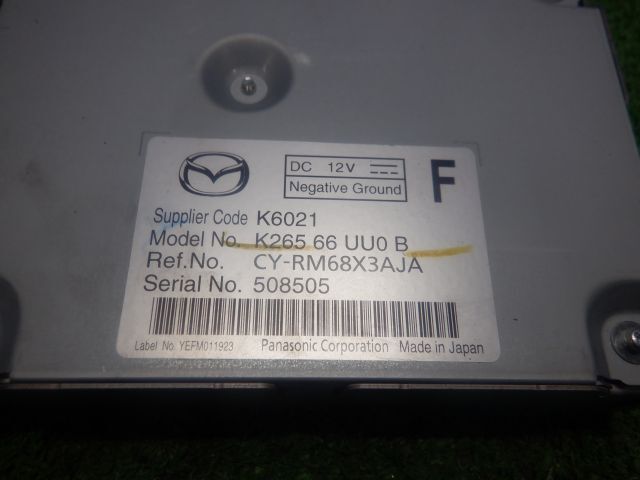 DC 12V
Negative Ground
F
Supplier Code K6021
Model No. K265 66 UU0 B
Ref.No. CY-RM68X3AJA
Serial No. 508505
Label No. YEFM011923 Panasonic Corporation Made in Japan